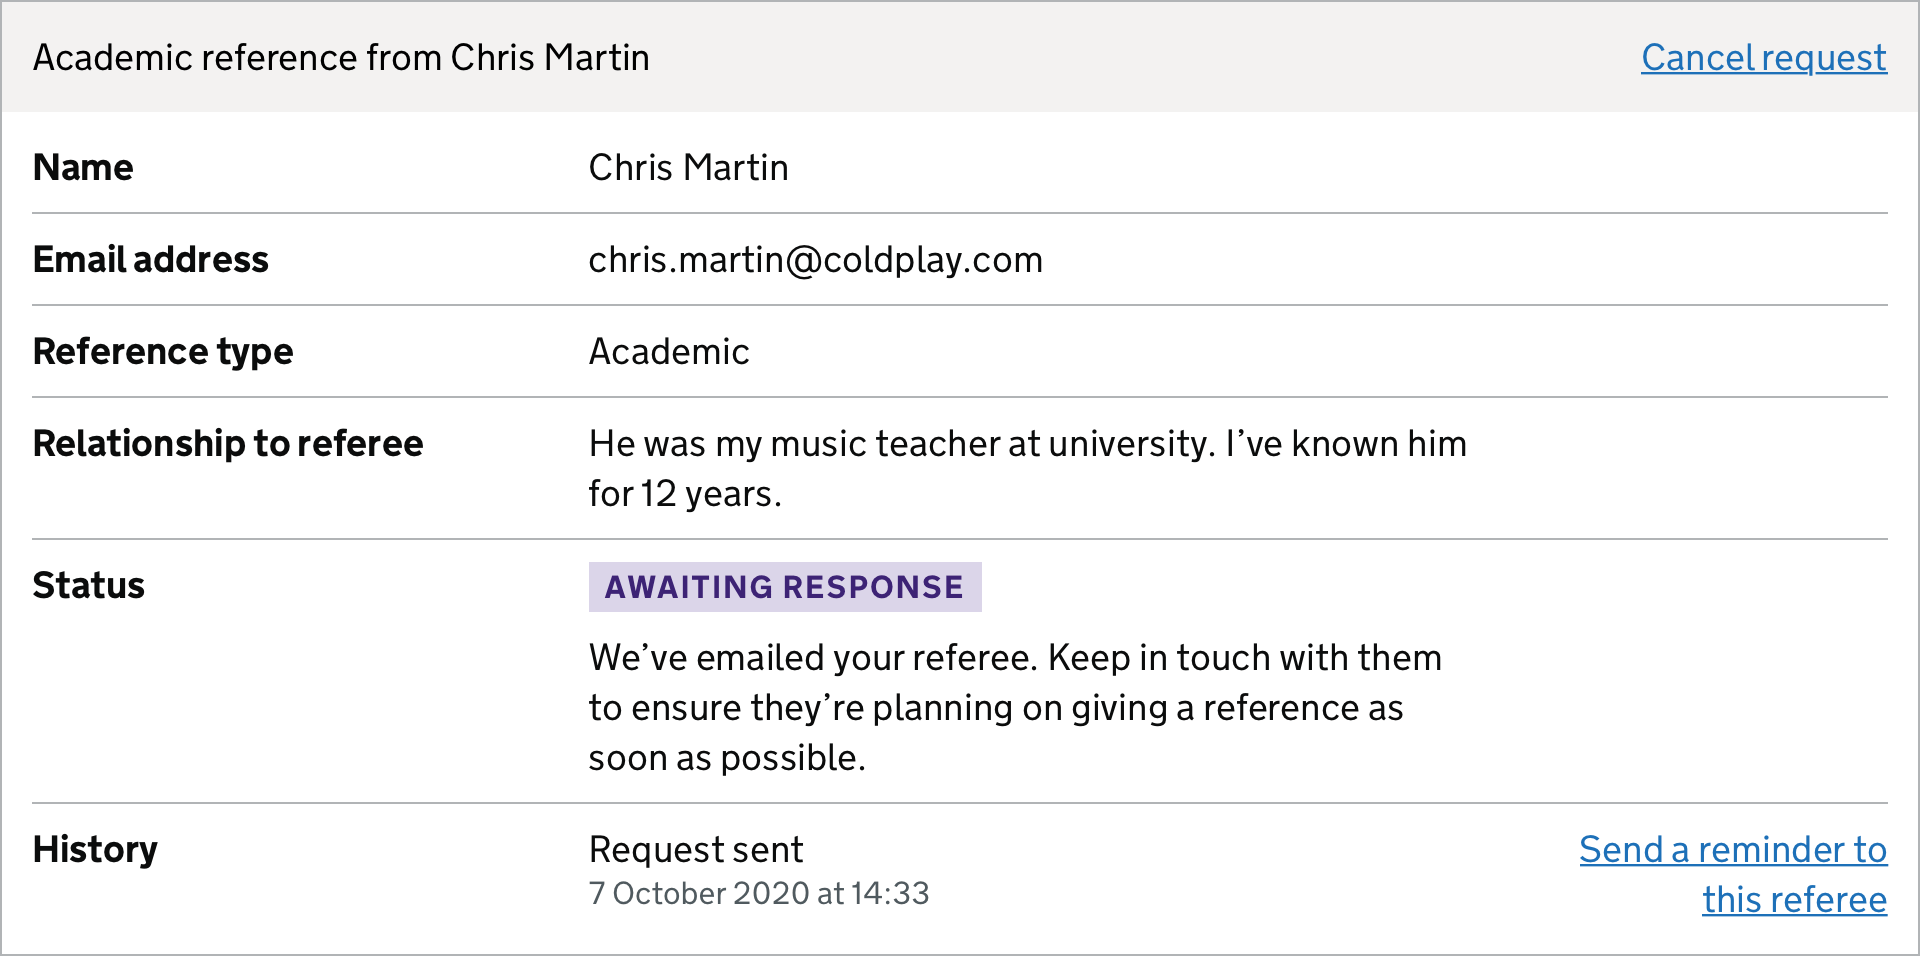 Academic reference from Chris Martin
Cancel request
Name
Chris Martin
Email address
chris.martin@coldplay.com
Reference type
Academic
Relationship to referee
He was my music teacher at university. I’ve known him
for 12 years.
Status
AWAITING RESPONSE
We’ve emailed your referee. Keep in touch with them
to ensure they’re planning on giving a reference as
soon as possible.
History
Request sent
7 October 2020 at 14:33
Send a reminder to
this referee